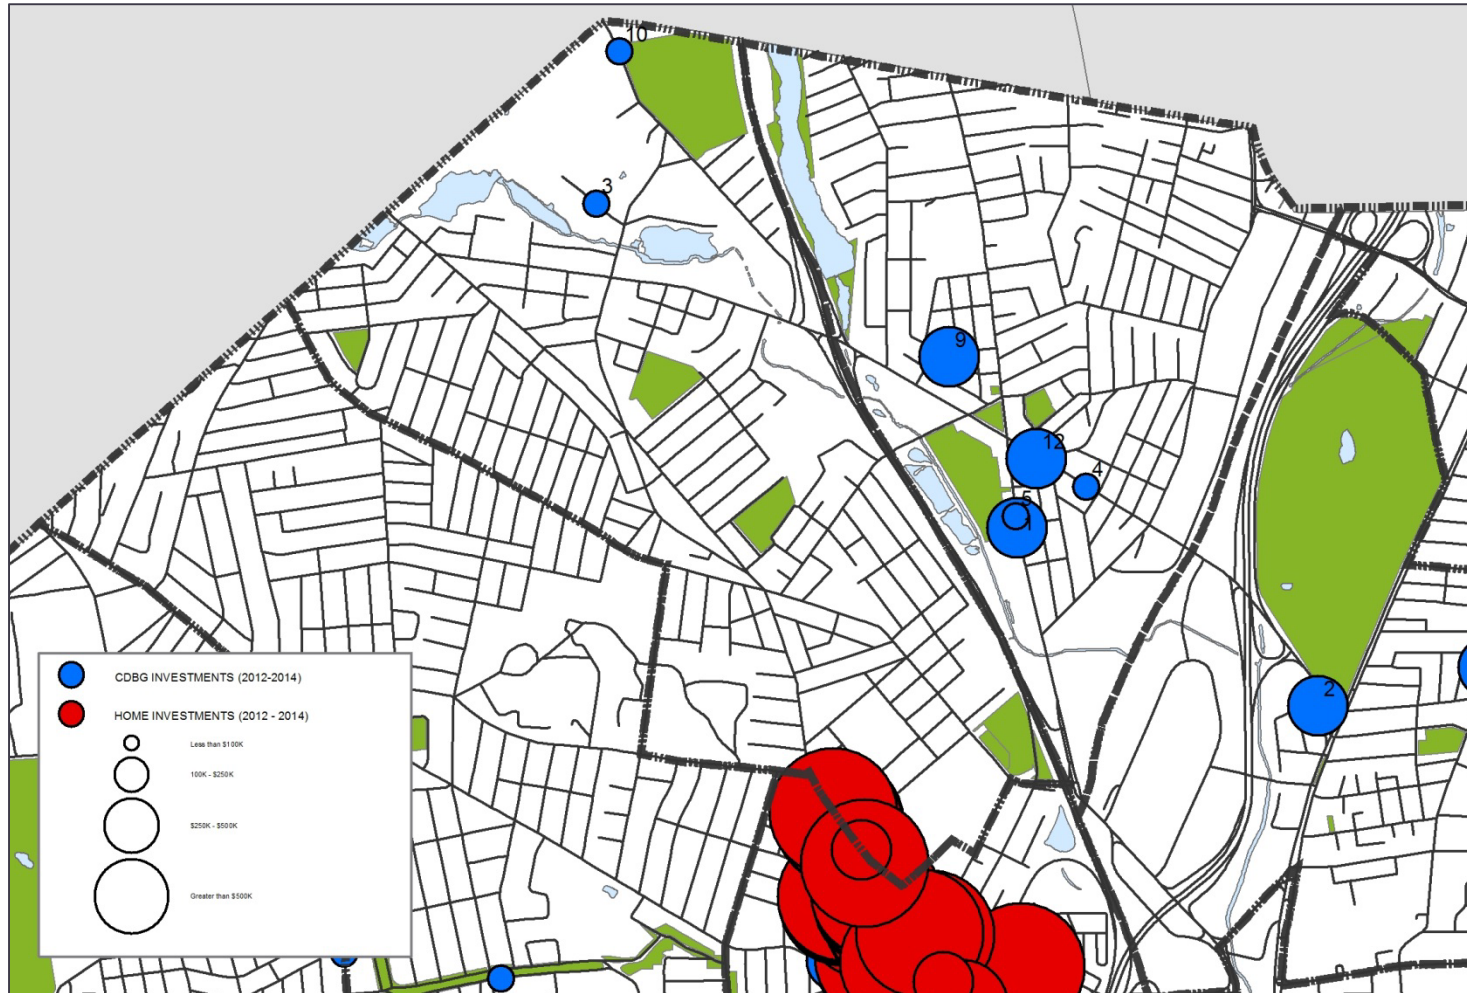 10
3
9
12
4
5
1
2
CDBG INVESTMENTS (2012-2014)
HOME INVESTMENTS (2012 - 2014)
Less than $100K
100K - $250K
$250K - $500K
Greater than $500K